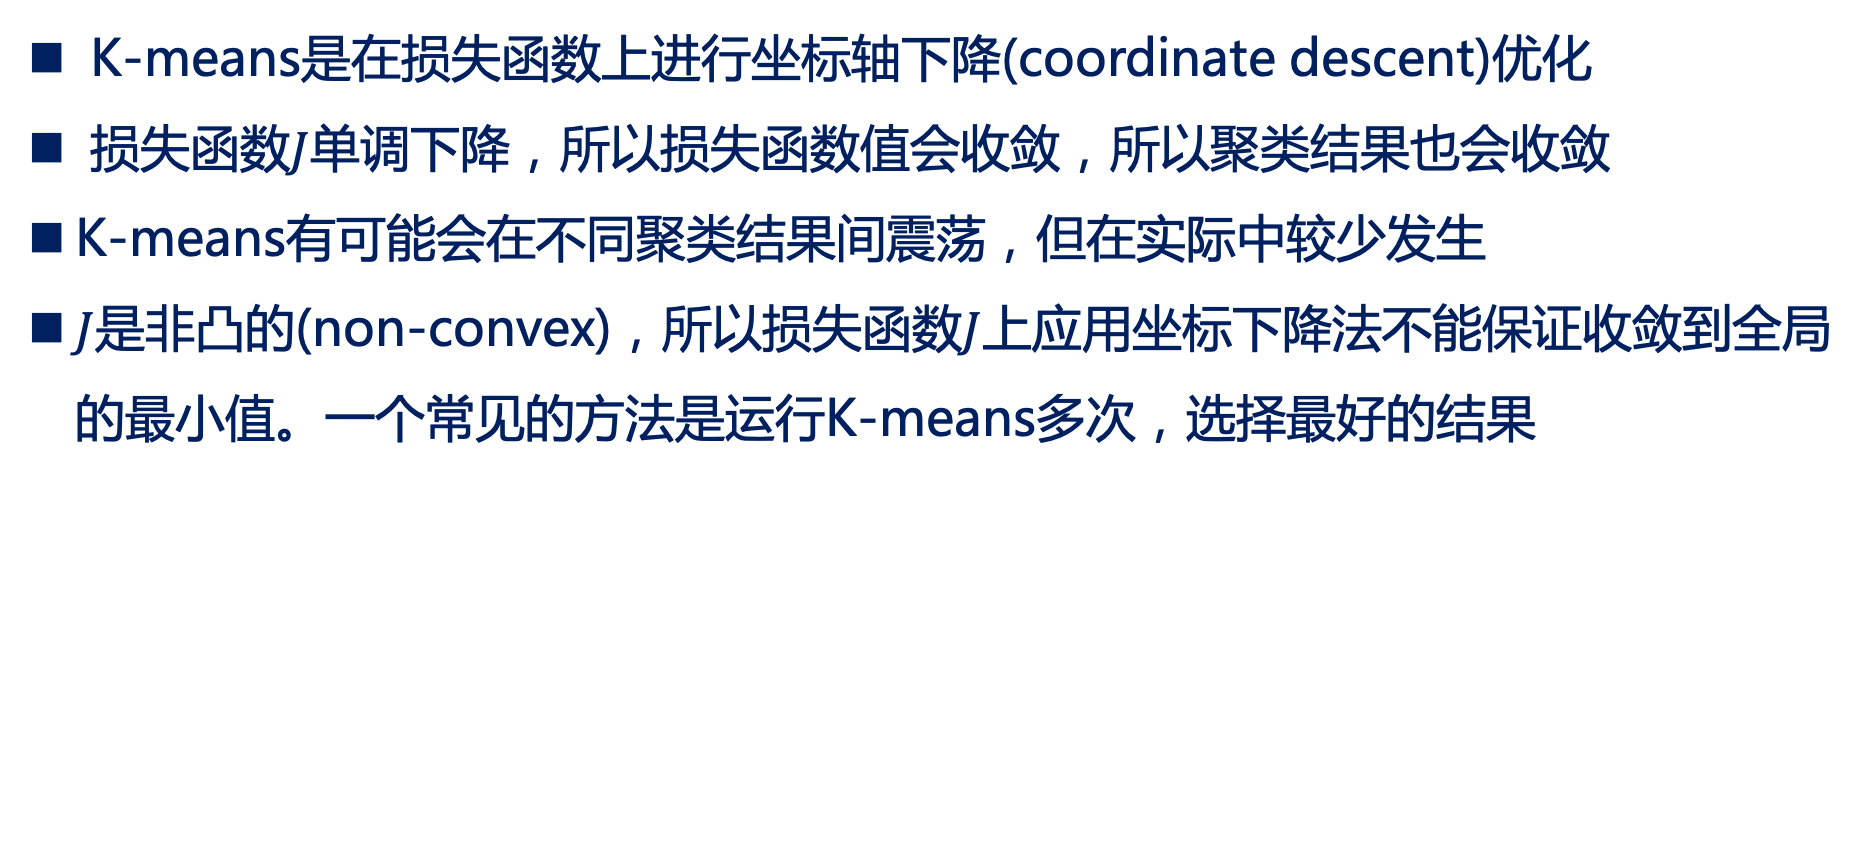 ■ K-means是在损失函数上进行坐标轴下降(coordinate descent)优化
■ 损失函数J单调下降，所以损失函数值会收敛，所以聚类结果也会收敛
■ K-means有可能会在不同聚类结果间震荡，但在实际中较少发生
■ J是非凸的(non-convex)，所以损失函数J上应用坐标下降法不能保证收敛到全局
的最小值。一个常见的方法是运行K-means多次，选择最好的结果